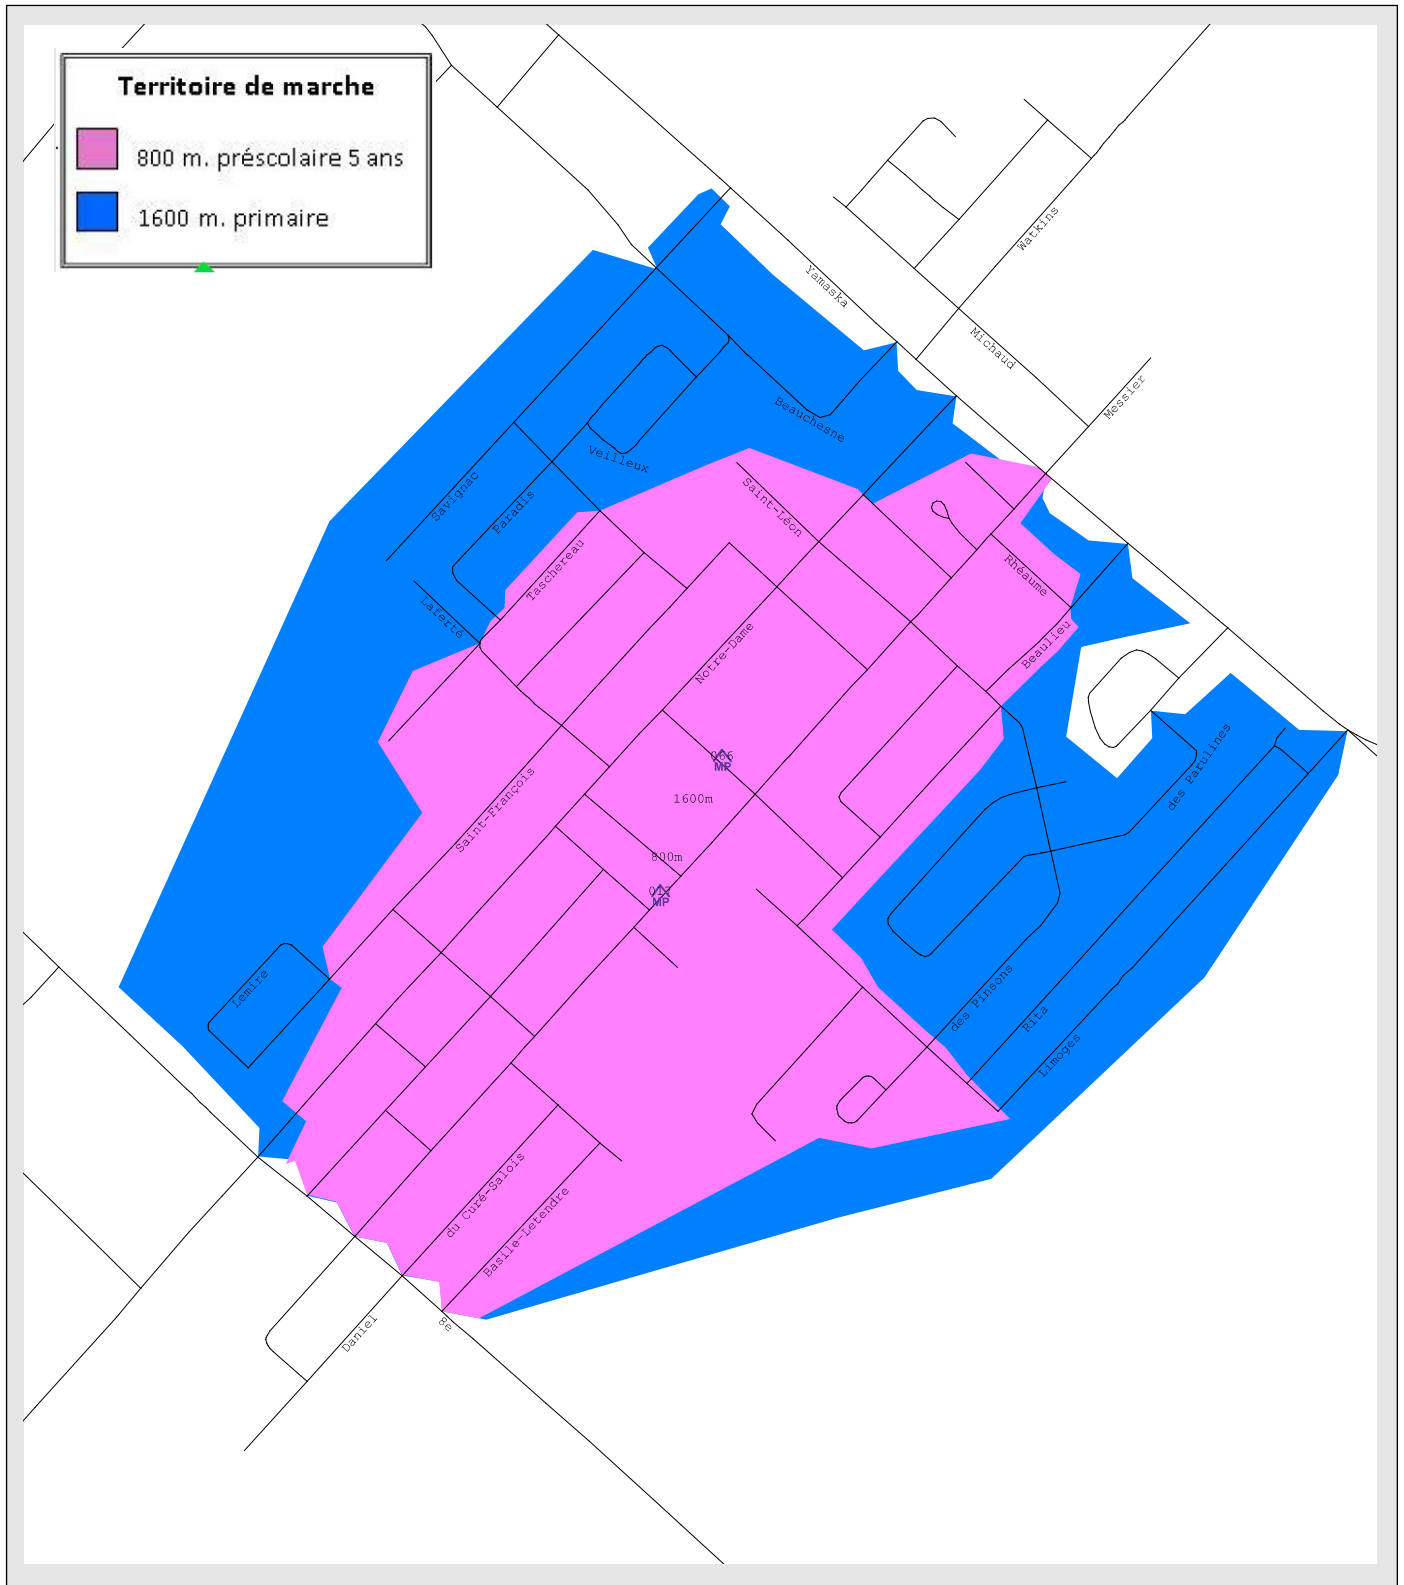 Territoire de marche
800 m. préscolaire 5 ans
1600 m. primaire
Watkins
Yamaska
Michaud
Messier
Beauchesne
Veilleux
Savignac
Paradis
Saint-Léon
Taschereau
Rhéaume
Laferté
Beaulieu
Notre-Dame
066
MP
des Parulines
1600m
Saint-François
800m
MP
Lemire
des Pinsons
Rita
Limoges
du Curé-Salois
Basile-Letendre
Daniel
8e